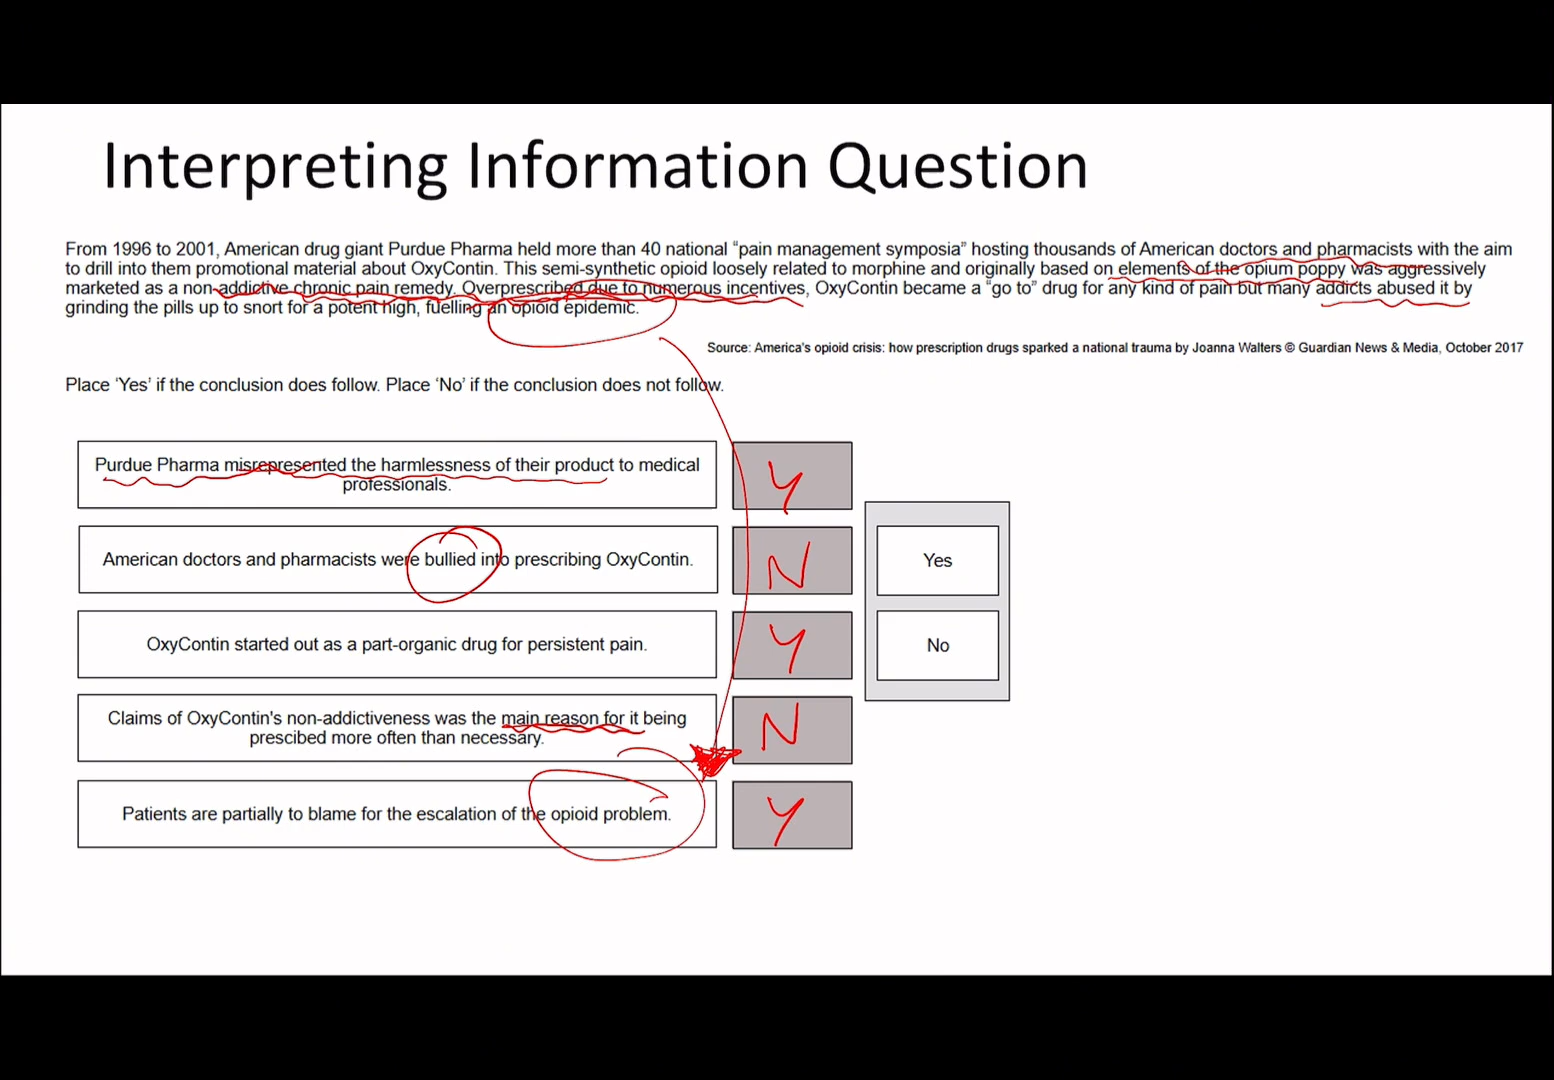 Interpreting Information Question
From 1996 to 2001, American drug giant Purdue Pharma held more than 40 national “pain management symposia” hosting thousands of American doctors and pharmacists with the aim
to drill into them promotional material about OxyContin. This semi-synthetic opioid loosely related to morphine and originally based on elements of the opium poppy was aggressively
marketed as a non-addictive chronic pain remedy. Overprescribed due to numerous incentives, OxyContin became a “go to” drug for any kind of pain but many addicts abused it by
grinding the pills up to snort for a potent high, fuelling an opioid epidemic.
Source: America's opioid crisis: how prescription drugs sparked a national trauma by Joanna Walters © Guardian News & Media, October 2017
Place ‘Yes’ if the conclusion does follow. Place ‘No’ if the conclusion does not follow.
Purdue Pharma misrepresented the harmlessness of their product to medical
professionals.
Y
American doctors and pharmacists were bullied into prescribing OxyContin.
N
Yes
OxyContin started out as a part-organic drug for persistent pain.
Y
No
Claims of OxyContin's non-addictiveness was the main reason for it being
prescibed more often than necessary.
N
Patients are partially to blame for the escalation of the opioid problem.
Y